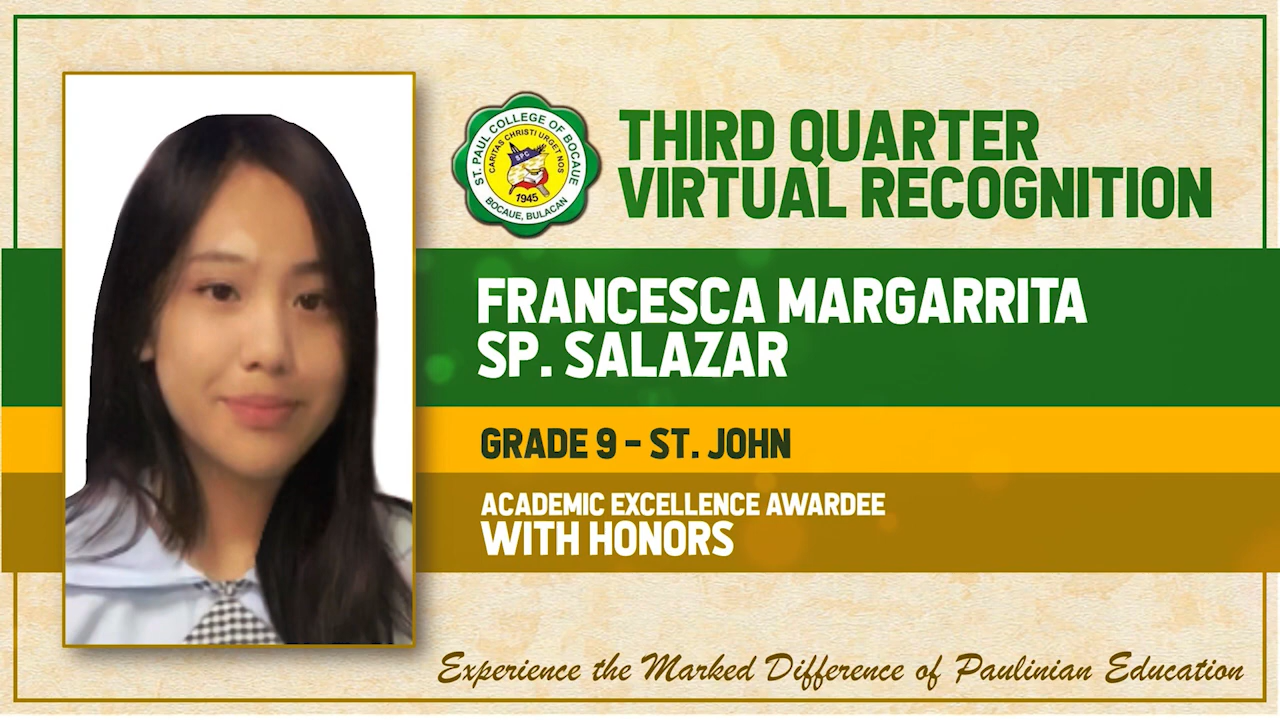 ST. PAUL COLLEGE OF BOCAUE
CARITAS CHRISTI URGET NOS
SPC
1945
BOCAUE, BULACAN
THIRD QUARTER
VIRTUAL RECOGNITION
FRANCESCA MARGARRITA
SP. SALAZAR
GRADE 9 - ST. JOHN
ACADEMIC EXCELLENCE AWARDEE
WITH HONORS
Experience the Marked Difference of Paulinian Education